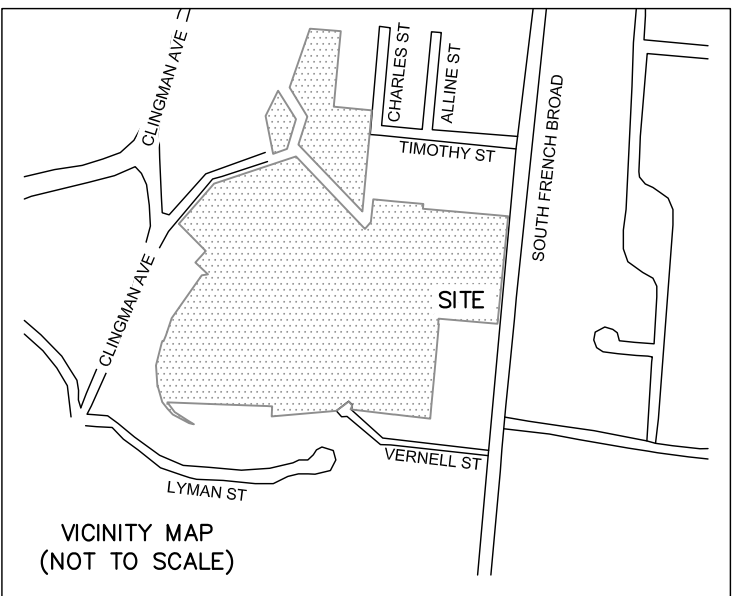 CLINGMAN AVE
CHARLES ST
ALLINE ST
TIMOTHY ST
SOUTH FRENCH BROAD
CLINGMAN AVE
SITE
VERNELL ST
LYMAN ST
VICINITY MAP
(NOT TO SCALE)